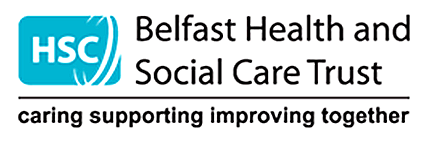 HSC
Belfast Health and
Social Care Trust
caring supporting improving together